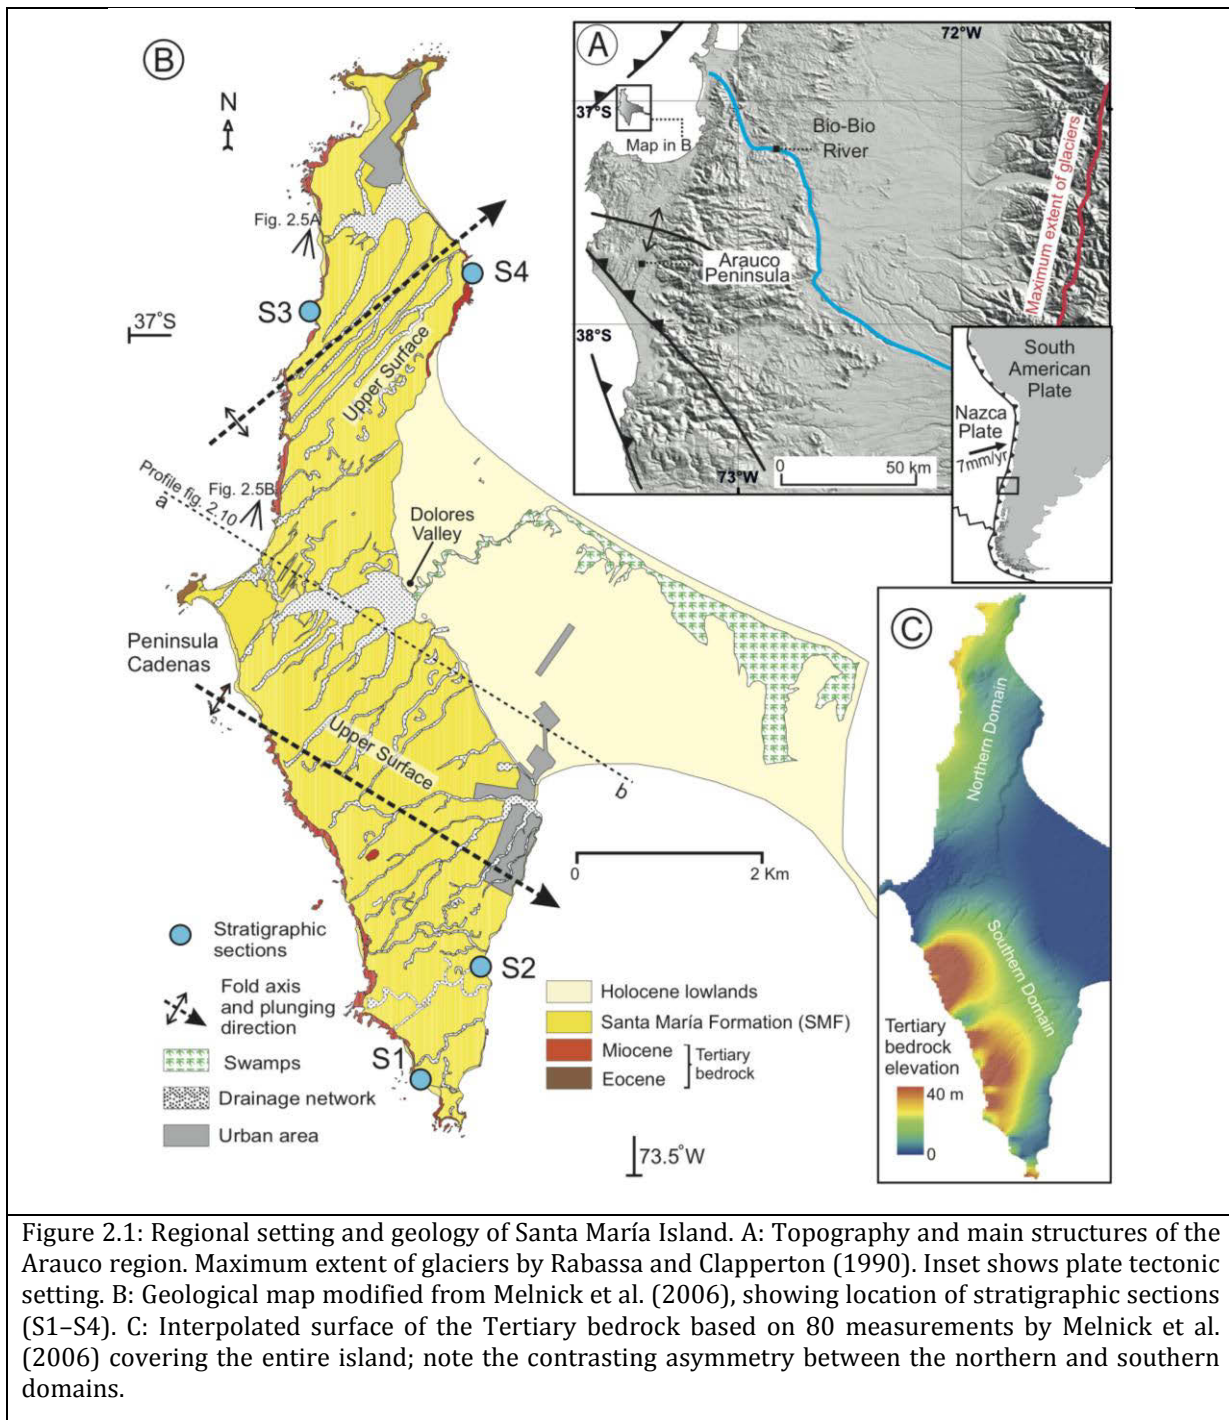 B
N
Fig. 2.5A
S4
S3
37°S
Upper Surface
Profile fig. 2.10
a
Fig. 2.5B
Dolores
Valley
Peninsula
Cadenas
Upper Surface
b
0 2 Km
S2
S1
Stratigraphic
sections
Fold axis
and plunging
direction
Swamps
Drainage network
Urban area
Holocene lowlands
Santa María Formation (SMF)
Miocene
Eocene
Tertiary
bedrock
73.5°W
A
72°W
37°S
Map in B
Bio-Bio
River
Maximum extent of glaciers
Arauco
Peninsula
38°S
73°W
0 50 km
South
American
Plate
Nazca
Plate
7mm/yr
C
Northern Domain
Southern Domain
Tertiary
bedrock
elevation
40 m
0
Figure 2.1: Regional setting and geology of Santa María Island. A: Topography and main structures of the
Arauco region. Maximum extent of glaciers by Rabassa and Clapperton (1990). Inset shows plate tectonic
setting. B: Geological map modified from Melnick et al. (2006), showing location of stratigraphic sections
(S1–S4). C: Interpolated surface of the Tertiary bedrock based on 80 measurements by Melnick et al.
(2006) covering the entire island; note the contrasting asymmetry between the northern and southern
domains.